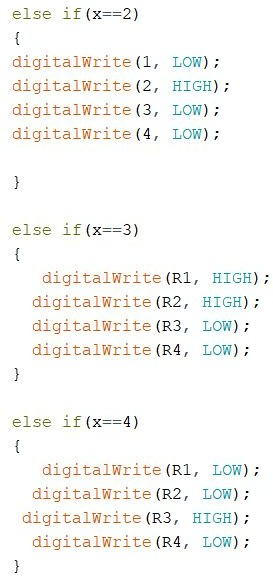 else if(x==2)
{
digitalWrite(1, LOW);
digitalWrite(2, HIGH);
digitalWrite(3, LOW);
digitalWrite(4, LOW);

}

else if(x==3)
{
   digitalWrite(R1, HIGH);
  digitalWrite(R2, HIGH);
  digitalWrite(R3, LOW);
  digitalWrite(R4, LOW);
}

else if(x==4)
{
   digitalWrite(R1, LOW);
  digitalWrite(R2, LOW);
 digitalWrite(R3, HIGH);
  digitalWrite(R4, LOW);
}